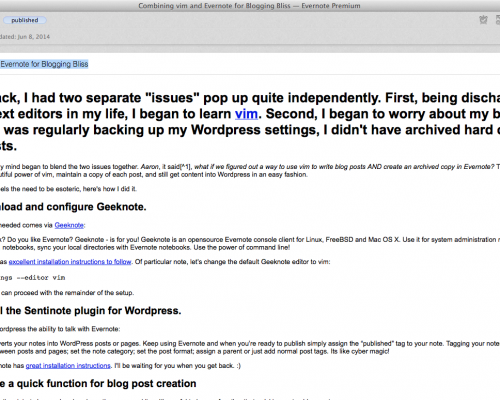 Combining vim and Evernote for Blogging Bliss — Evernote Premium
published
dated: Jun 8, 2014
Evernote for Blogging Bliss
ack, I had two separate "issues" pop up quite independently. First, being discha
ext editors in my life, I began to learn vim. Second, I began to worry about my b
was regularly backing up my Wordpress settings, I didn't have archived hard c
sts.
y mind began to blend the two issues together. Aaron, it said[^1], what if we figured out a way to use vim to write blog posts AND create an archived copy in Evernote? T
utiful power of vim, maintain a copy of each post, and still get content into Wordpress in an easy fashion.
els the need to be esoteric, here's how I did it.
nload and configure Geeknote.
needed comes via Geeknote:
? Do you like Evernote? Geeknote - is for you! Geeknote is an opensource Evernote console client for Linux, FreeBSD and Mac OS X. Use it for system administration n
notebooks, sync your local directories with Evernote notebooks. Use the power of command line!
as excellent installation instructions to follow. Of particular note, let's change the default Geeknote editor to vim:
ngs --editor vim
can proceed with the remainder of the setup.
l the Sentinote plugin for Wordpress.
ordpress the ability to talk with Evernote:
verts your notes into WordPress posts or pages. Keep using Evernote and when you're ready to publish simply assign the "published" tag to your note. Tagging your note
ween posts and pages; set the note category; set the post format; assign a parent or just add normal post tags. Its like cyber magic!
note has great installation instructions. I'll be waiting for you when you get back. :)
e a quick function for blog post creation